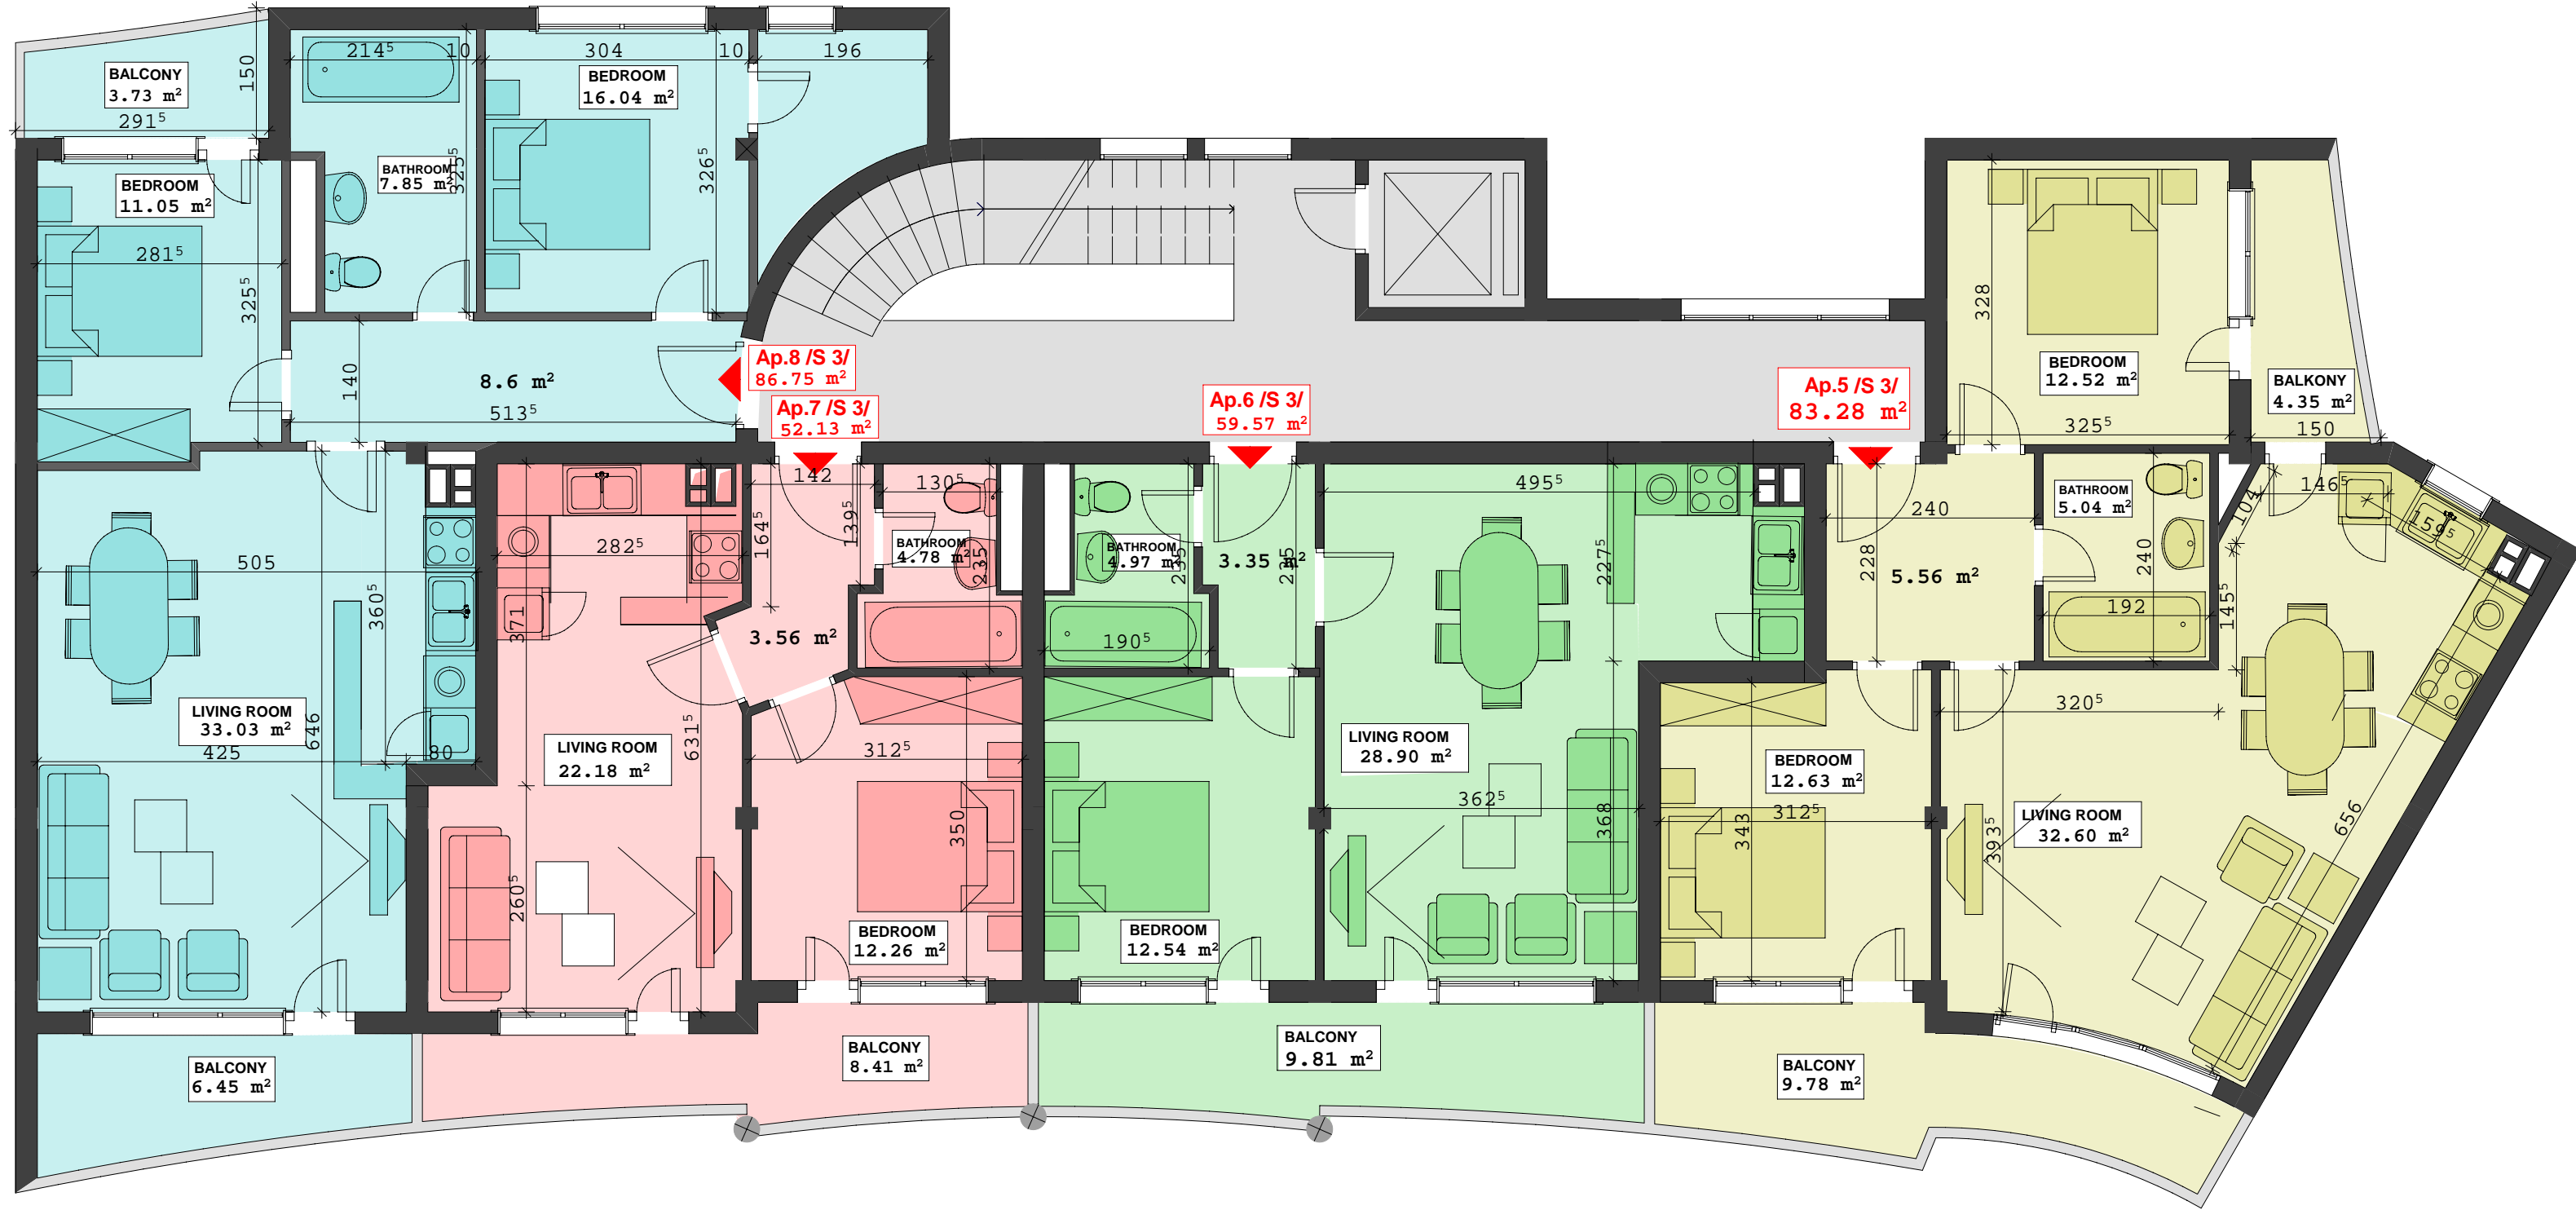 214⁵
10
304
10
196
150
BALCONY
3.73 m²
291⁵
BEDROOM
16.04 m²
BATHROOM
7.85 m²
325⁵
326⁵
BEDROOM
11.05 m²
281⁵
325⁵
140
8.6 m²
513⁵
Ap.8 /S 3/
86.75 m²
Ap.7 /S 3/
52.13 m²
Ap.6 /S 3/
59.57 m²
Ap.5 /S 3/
83.28 m²
328
BEDROOM
12.52 m²
325⁵
BALKONY
4.35 m²
150
505
360⁵
LIVING ROOM
33.03 m²
646
425
80
BALCONY
6.45 m²
282⁵
371
LIVING ROOM
22.18 m²
631⁵
260⁵
142
164⁵
139⁵
130⁵
BATHROOM
4.78 m²
235
3.56 m²
312⁵
350
BEDROOM
12.26 m²
BALCONY
8.41 m²
BATHROOM
4.97 m²
235
190⁵
3.35 m²
235
BEDROOM
12.54 m²
495⁵
227⁵
LIVING ROOM
28.90 m²
362⁵
368
BALCONY
9.81 m²
240
228
5.56 m²
BATHROOM
5.04 m²
240
192
104
146⁵
159⁵
145⁵
320⁵
BEDROOM
12.63 m²
312⁵
343
LIVING ROOM
32.60 m²
393⁵
656
BALCONY
9.78 m²